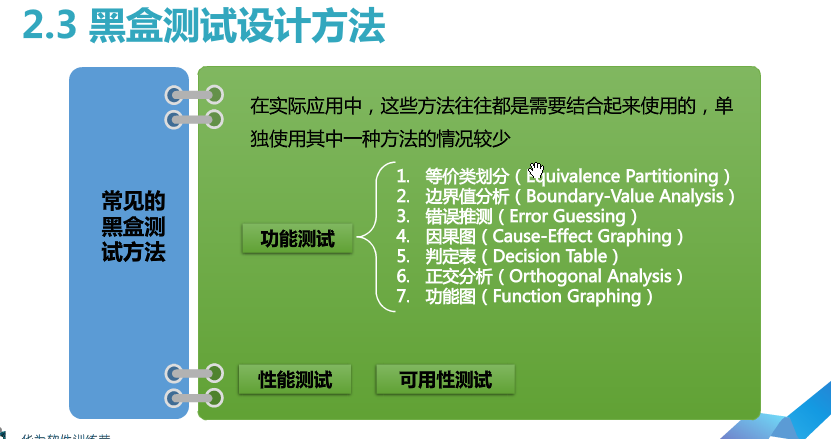 2.3 黑盒测试设计方法
常见的
黑盒测
试方法
在实际应用中，这些方法往往都是需要结合起来使用的，单
独使用其中一种方法的情况较少
功能测试
1. 等价类划分（Equivalence Partitioning）
2. 边界值分析（Boundary-Value Analysis）
3. 错误推测（Error Guessing）
4. 因果图（Cause-Effect Graphing）
5. 判定表（Decision Table）
6. 正交分析（Orthogonal Analysis）
7. 功能图（Function Graphing）
性能测试
可用性测试